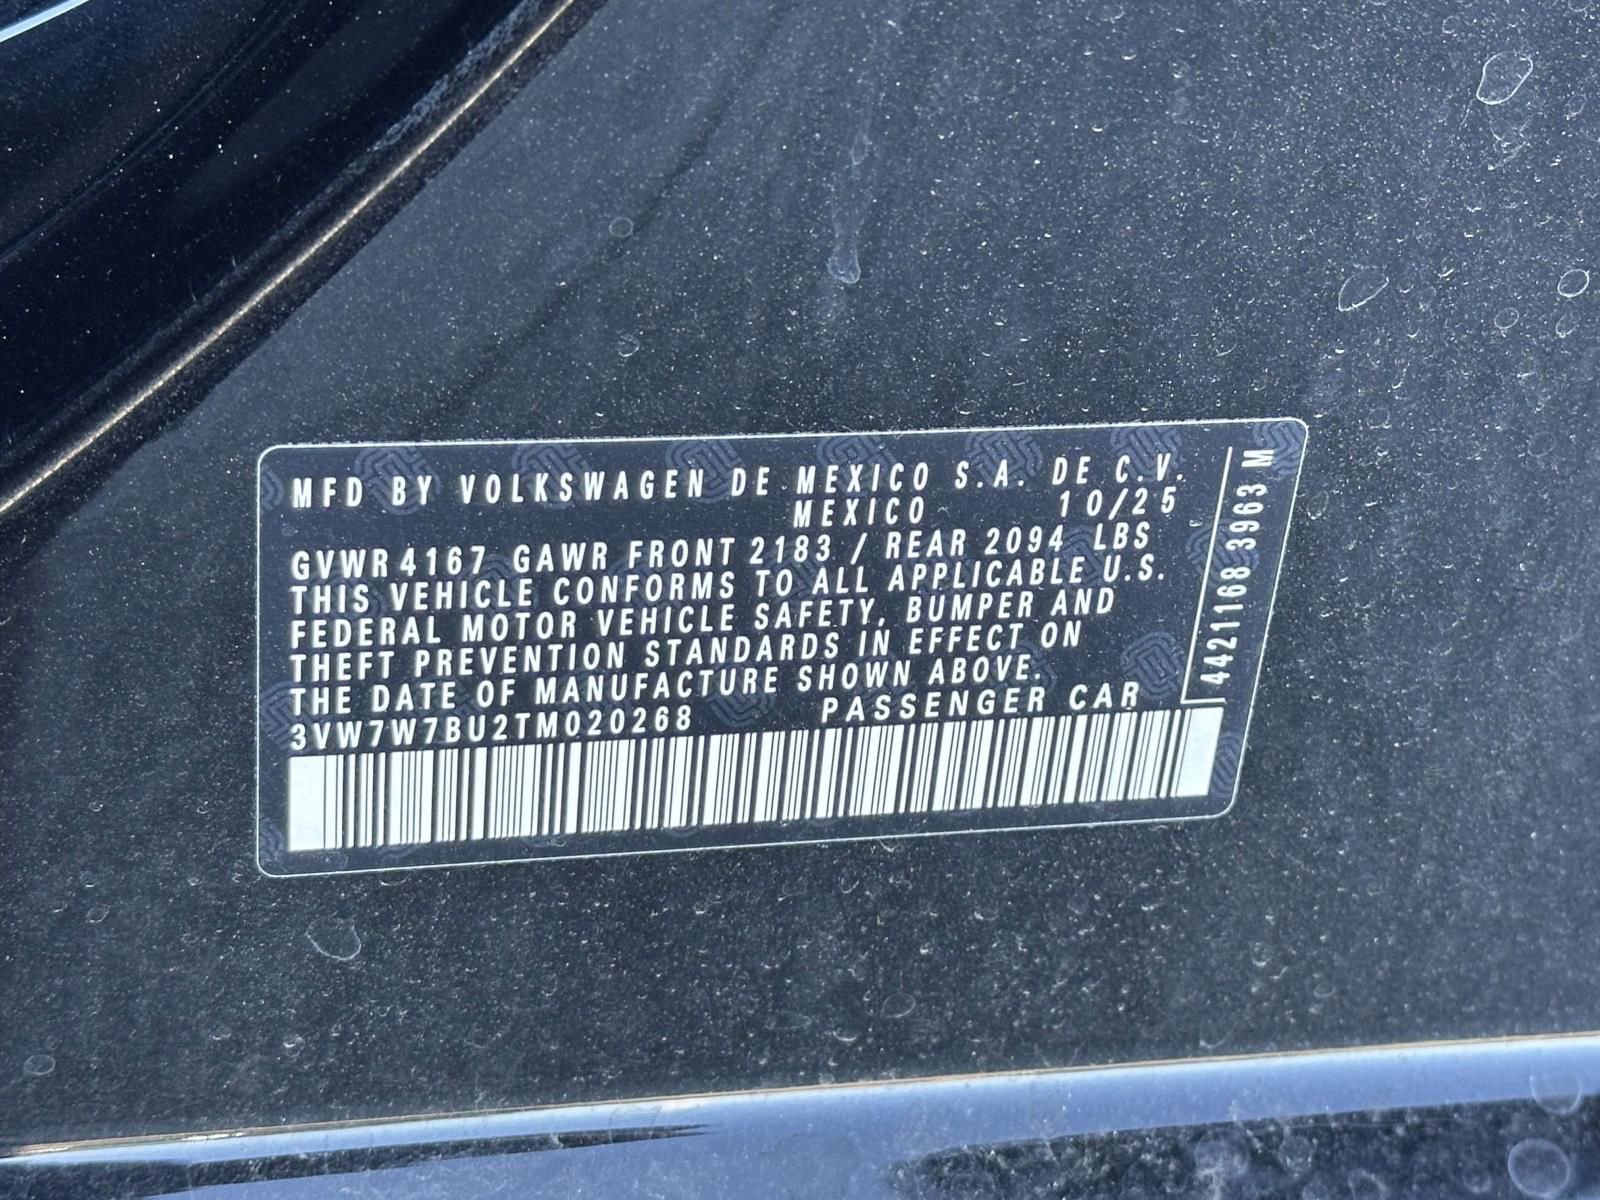 MFD BY VOLKSWAGEN DE MEXICO S.A. DE C.V.
MEXICO 10/25
GVWR 4167 GAWR FRONT 2183 / REAR 2094 LBS
THIS VEHICLE CONFORMS TO ALL APPLICABLE U.S.
FEDERAL MOTOR VEHICLE SAFETY, BUMPER AND
THEFT PREVENTION STANDARDS IN EFFECT ON
THE DATE OF MANUFACTURE SHOWN ABOVE.
3VW7W7BU2TM020268 PASSENGER CAR
4421168 3963 M